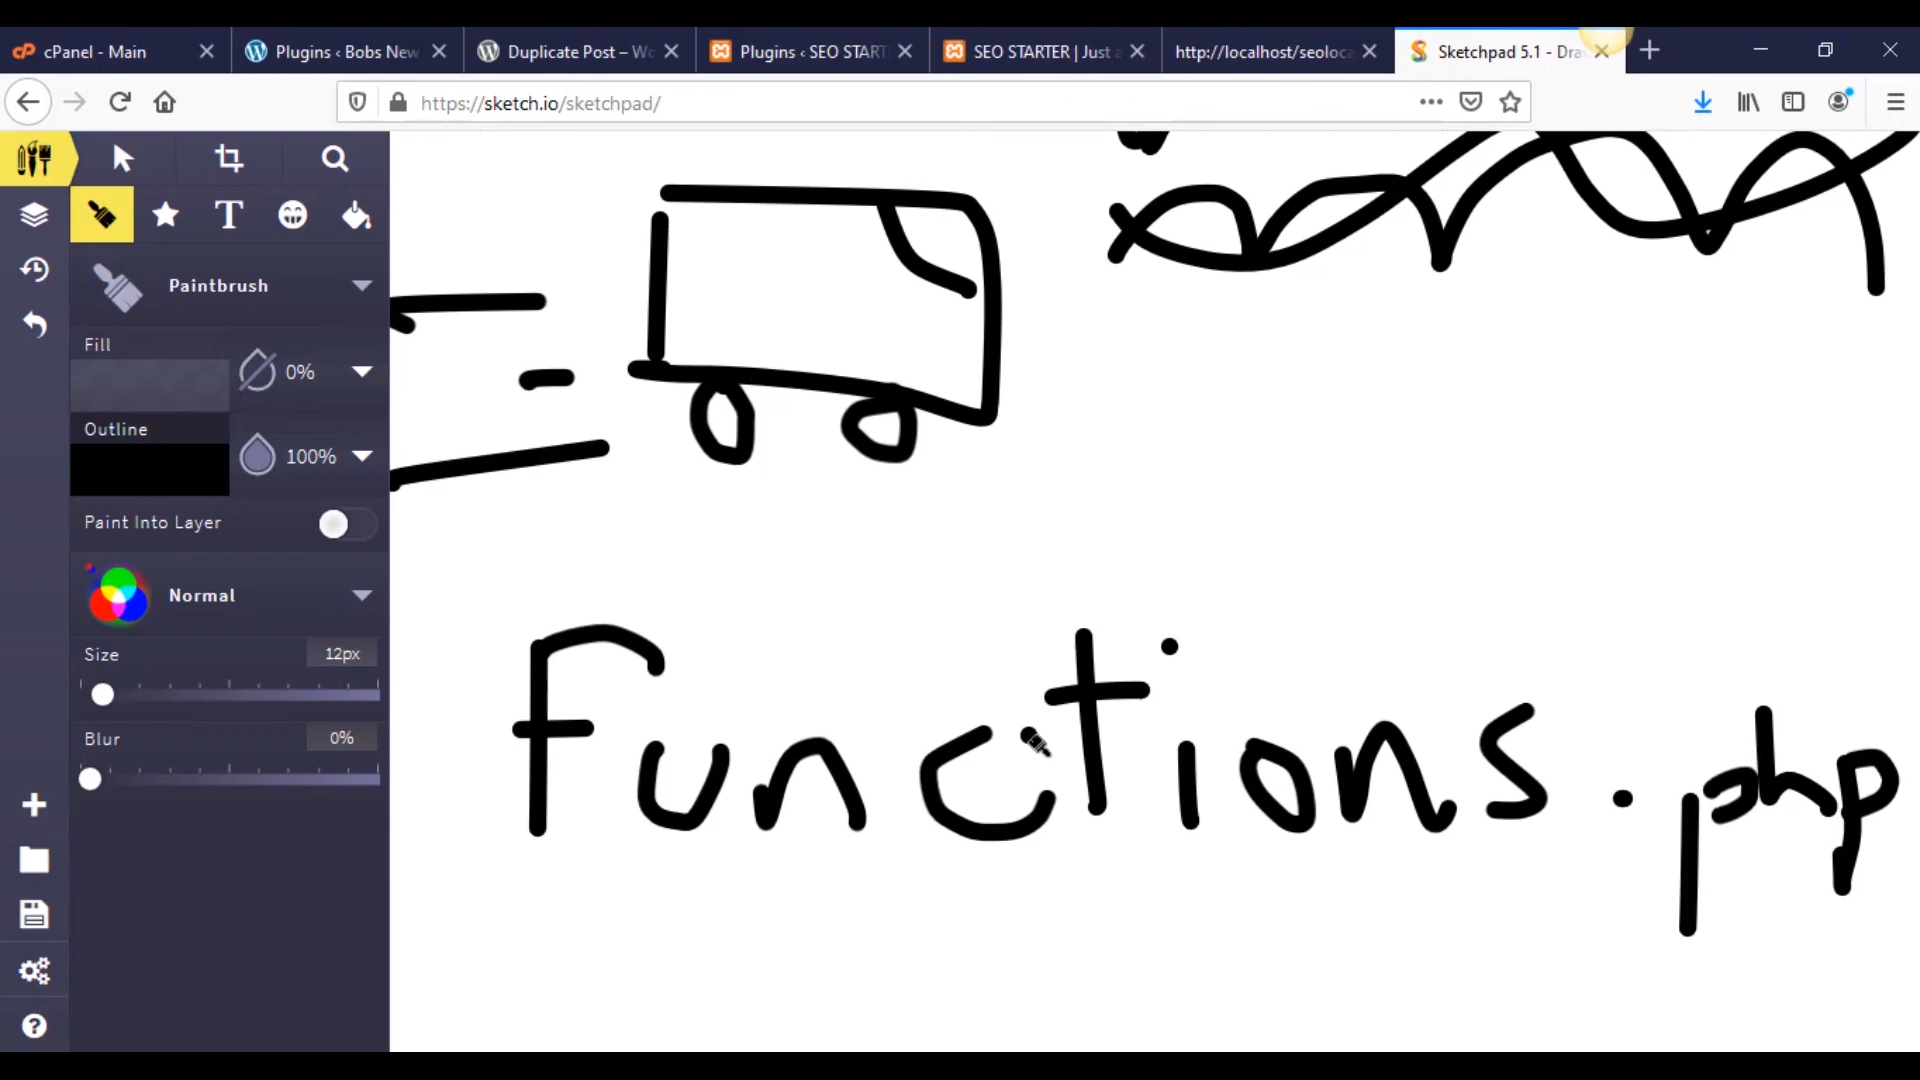 cPanel - Main
Plugins ‹ Bobs New
Duplicate Post – Wo
Plugins ‹ SEO START
SEO STARTER | Just a
http://localhost/seoloca
Sketchpad 5.1 - Dra
https://sketch.io/sketchpad/
T
Paintbrush
Fill
0%
Outline
100%
Paint Into Layer
Normal
Size
12px
Blur
0%
functions.php